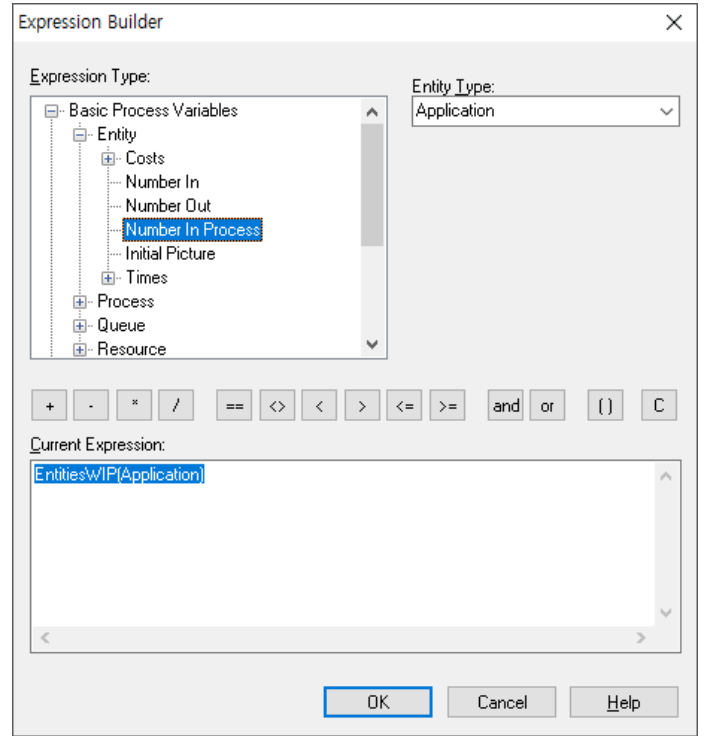 Expression Builder
Expression Type:
Basic Process Variables
Entity
Costs
Number In
Number Out
Number In Process
Initial Picture
Times
Process
Queue
Resource
Entity Type:
Application
+ - * / == <> < > <= >= and or ( ) C
Current Expression:
EntitiesWIP(Application)
OK Cancel Help